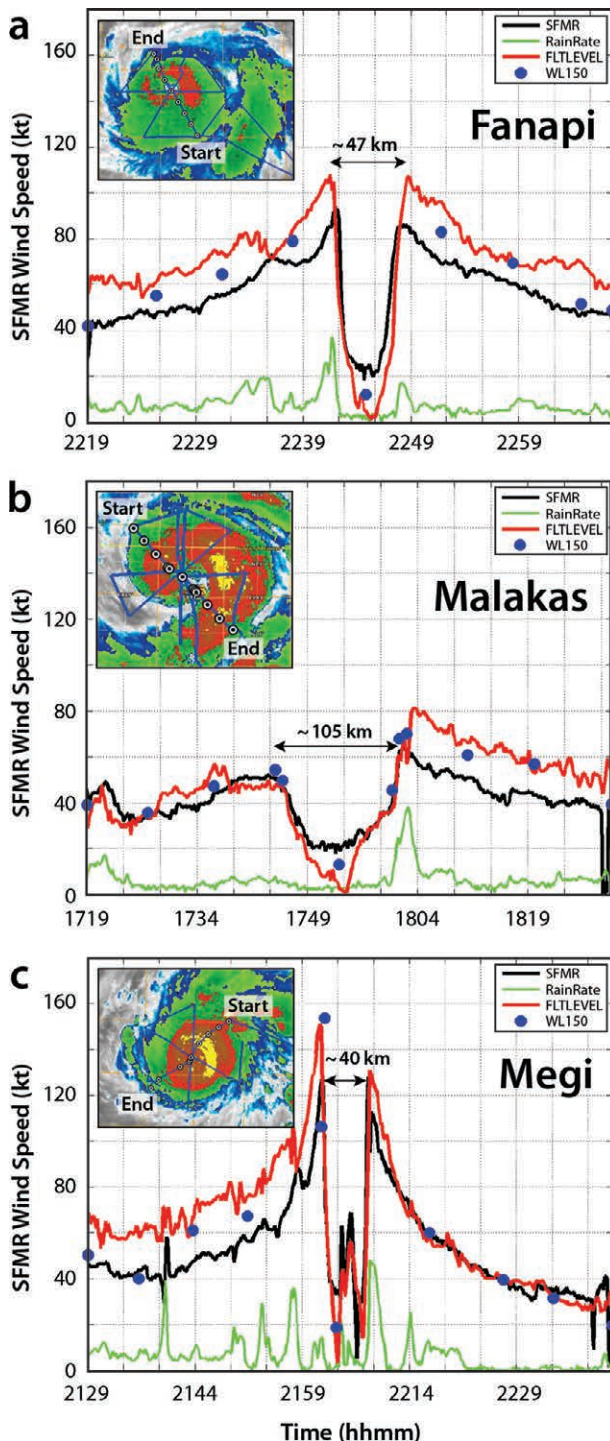 a
160
120
80
40
0
SFMR Wind Speed (kt)
End
Start
SFMR
RainRate
FLTLEVEL
WL150
Fanapi
~ 47 km
2219
2229
2239
2249
2259
b
160
120
80
40
0
SFMR Wind Speed (kt)
Start
End
SFMR
RainRate
FLTLEVEL
WL150
Malakas
~ 105 km
1719
1734
1749
1804
1819
c
160
120
80
40
0
SFMR Wind Speed (kt)
Start
End
SFMR
RainRate
FLTLEVEL
WL150
Megi
~ 40 km
2129
2144
2159
2214
2229
Time (hhmm)